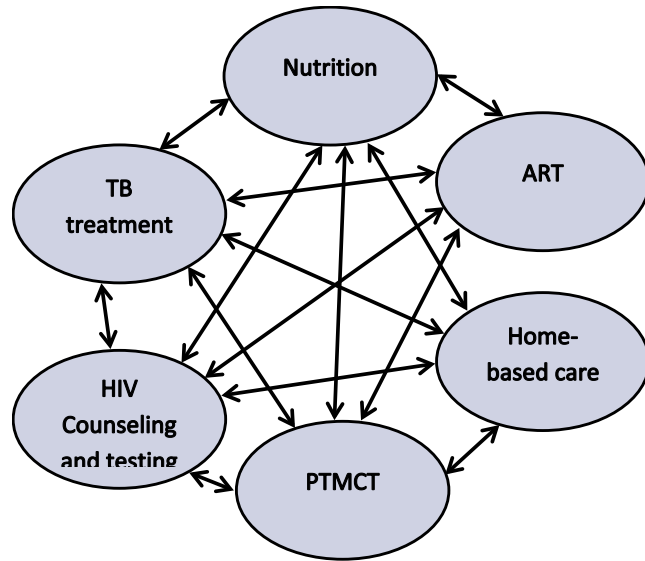 Nutrition
ART
TB
treatment
Home-
based care
HIV
Counseling
and testing
PTMCT